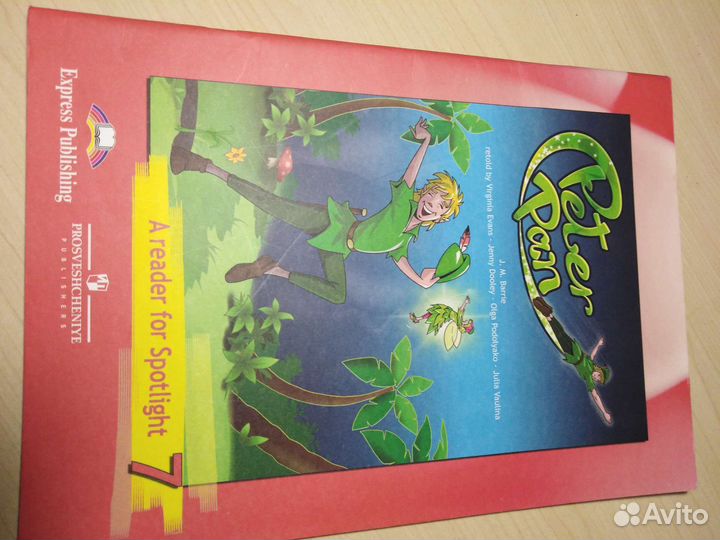 Peter
Pan
J. M. Barrie
retold by Virginia Evans - Jenny Dooley - Olga Podolyako - Julia Vaulina
A reader for Spotlight 7
Express Publishing
PROSVESHCHENIYE
PUBLISHERS
Avito